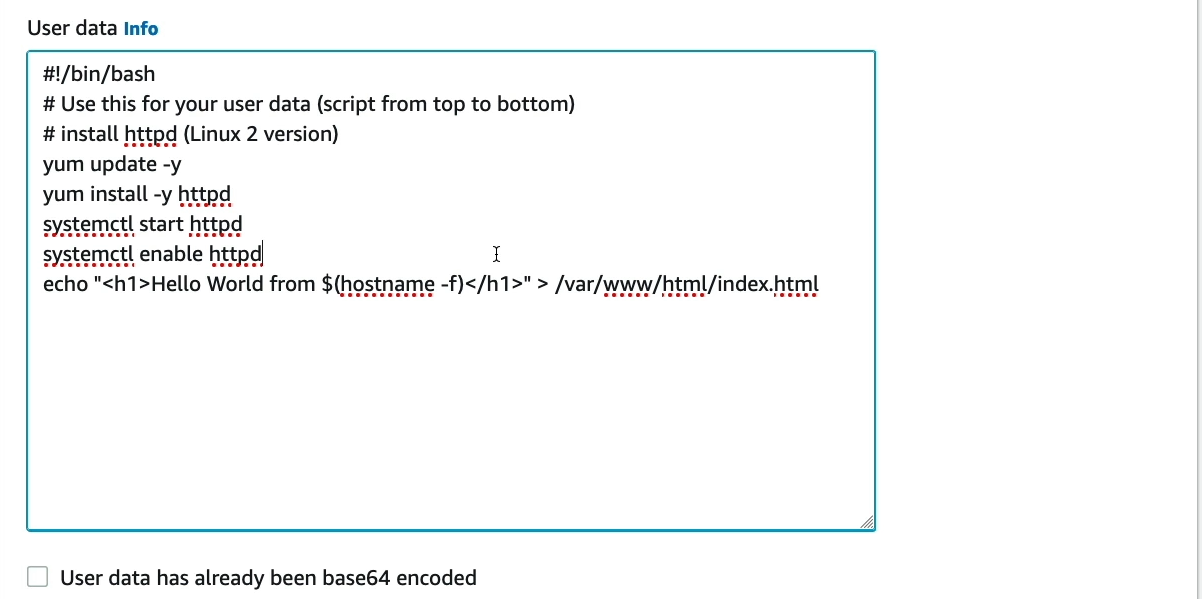 User data Info
#!/bin/bash
# Use this for your user data (script from top to bottom)
# install httpd (Linux 2 version)
yum update -y
yum install -y httpd
systemctl start httpd
systemctl enable httpd
echo "<h1>Hello World from $(hostname -f)</h1>" > /var/www/html/index.html
User data has already been base64 encoded